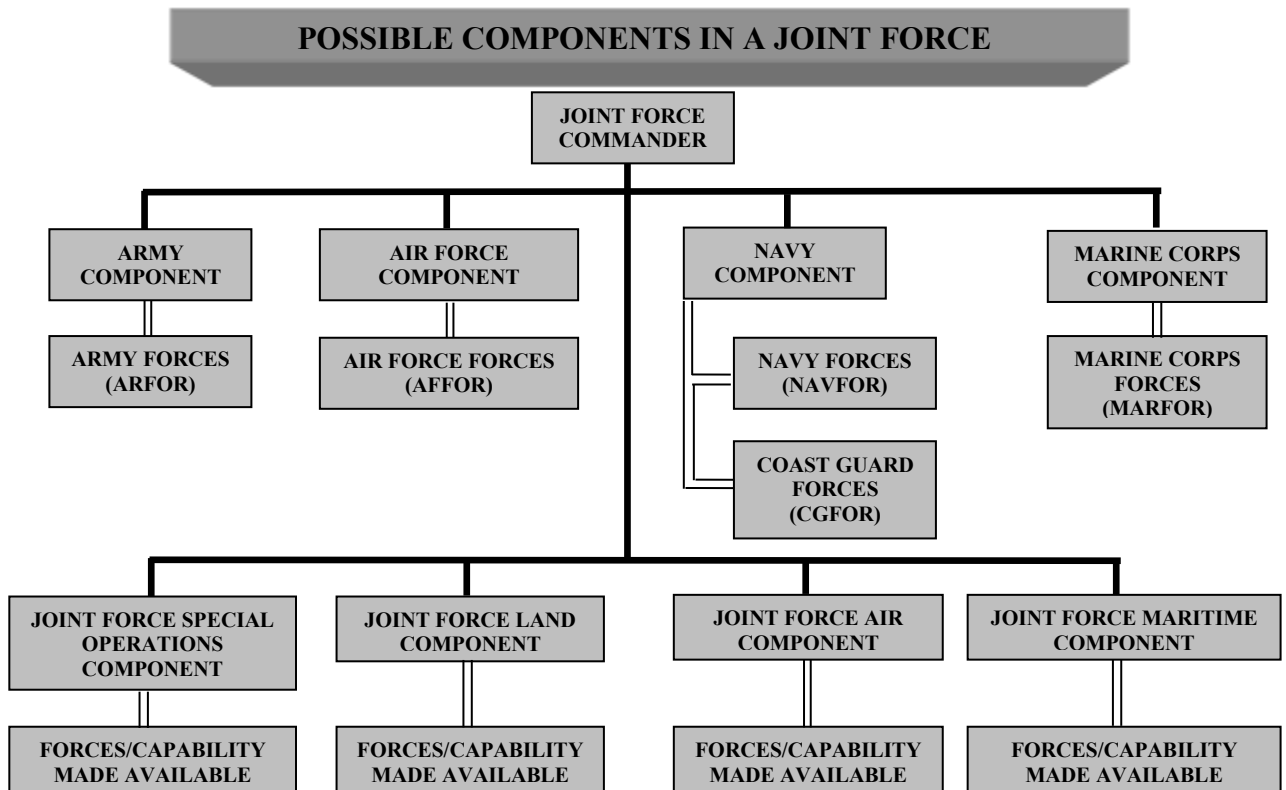 POSSIBLE COMPONENTS IN A JOINT FORCE
JOINT FORCE
COMMANDER
ARMY
COMPONENT
AIR FORCE
COMPONENT
NAVY
COMPONENT
MARINE CORPS
COMPONENT
ARMY FORCES
(ARFOR)
AIR FORCE FORCES
(AFFOR)
NAVY FORCES
(NAVFOR)
MARINE CORPS
FORCES
(MARFOR)
COAST GUARD
FORCES
(CGFOR)
JOINT FORCE SPECIAL
OPERATIONS
COMPONENT
JOINT FORCE LAND
COMPONENT
JOINT FORCE AIR
COMPONENT
JOINT FORCE MARITIME
COMPONENT
FORCES/CAPABILITY
MADE AVAILABLE
FORCES/CAPABILITY
MADE AVAILABLE
FORCES/CAPABILITY
MADE AVAILABLE
FORCES/CAPABILITY
MADE AVAILABLE